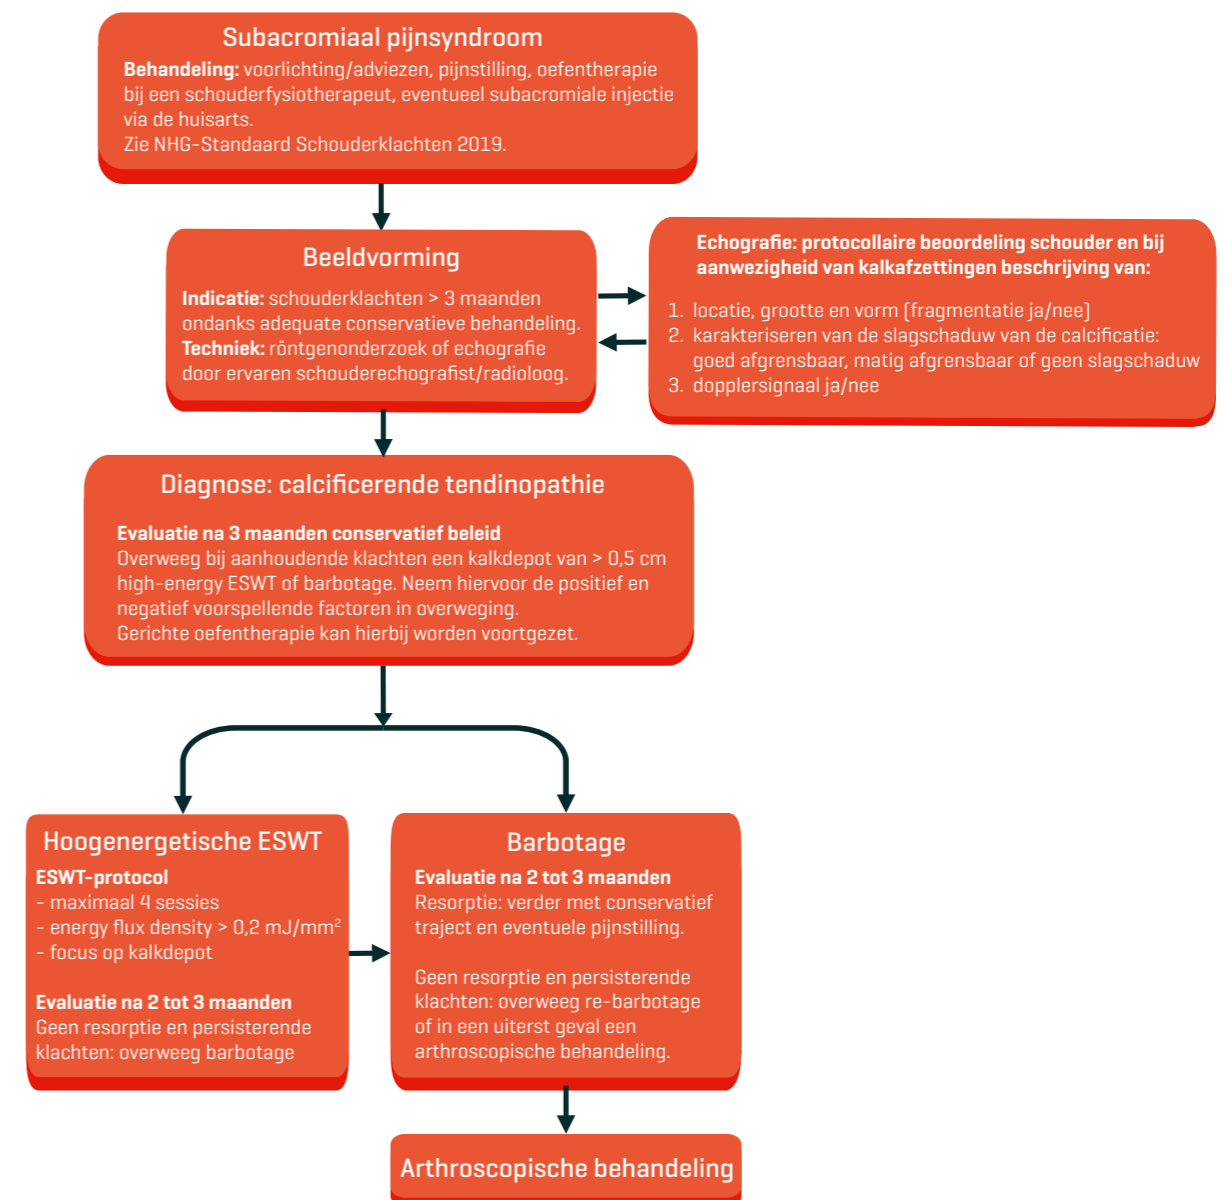 Subacromiaal pijnsyndroom
Behandeling: voorlichting/adviezen, pijnstilling, oefentherapie
bij een schouderfysiotherapeut, eventueel subacromiale injectie
via de huisarts.
Zie NHG-Standaard Schouderklachten 2019.
Beeldvorming
Indicatie: schouderklachten > 3 maanden
ondanks adequate conservatieve behandeling.
Techniek: röntgenonderzoek of echografie
door ervaren schouderechografist/radioloog.
Echografie: protocollaire beoordeling schouder en bij
aanwezigheid van kalkafzettingen beschrijving van:
1. locatie, grootte en vorm (fragmentatie ja/nee)
2. karakteriseren van de slagschaduw van de calcificatie:
goed afgrensbaar, matig afgrensbaar of geen slagschaduw
3. dopplersignaal ja/nee
Diagnose: calcificerende tendinopathie
Evaluatie na 3 maanden conservatief beleid
Overweeg bij aanhoudende klachten een kalkdepot van > 0,5 cm
high-energy ESWT of barbotage. Neem hiervoor de positief en
negatief voorspellende factoren in overweging.
Gerichte oefentherapie kan hierbij worden voortgezet.
Hoogenergetische ESWT
ESWT-protocol
- maximaal 4 sessies
- energy flux density > 0,2 mJ/mm²
- focus op kalkdepot
Evaluatie na 2 tot 3 maanden
Geen resorptie en persisterende
klachten: overweeg barbotage
Barbotage
Evaluatie na 2 tot 3 maanden
Resorptie: verder met conservatief
traject en eventuele pijnstilling.
Geen resorptie en persisterende
klachten: overweeg re-barbotage
of in een uiterst geval een
arthroscopische behandeling.
Arthroscopische behandeling